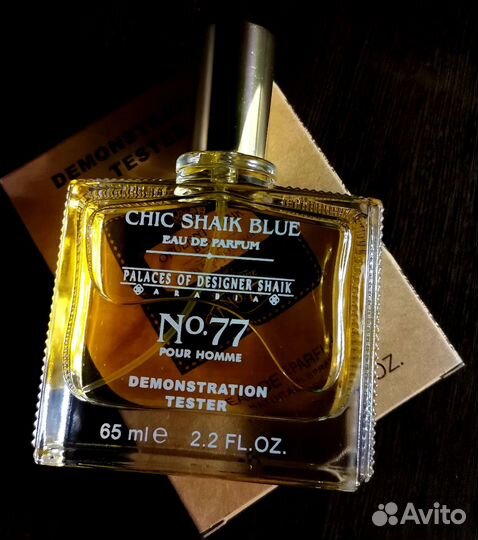 DEMONSTRATION
TESTER
CHIC SHAIK BLUE
EAU DE PARFUM
PALACES OF DESIGNER SHAIK
ARABIA
No.77
POUR HOMME
DEMONSTRATION
TESTER
65 ml e 2.2 FL.OZ.
OZ.
Avito